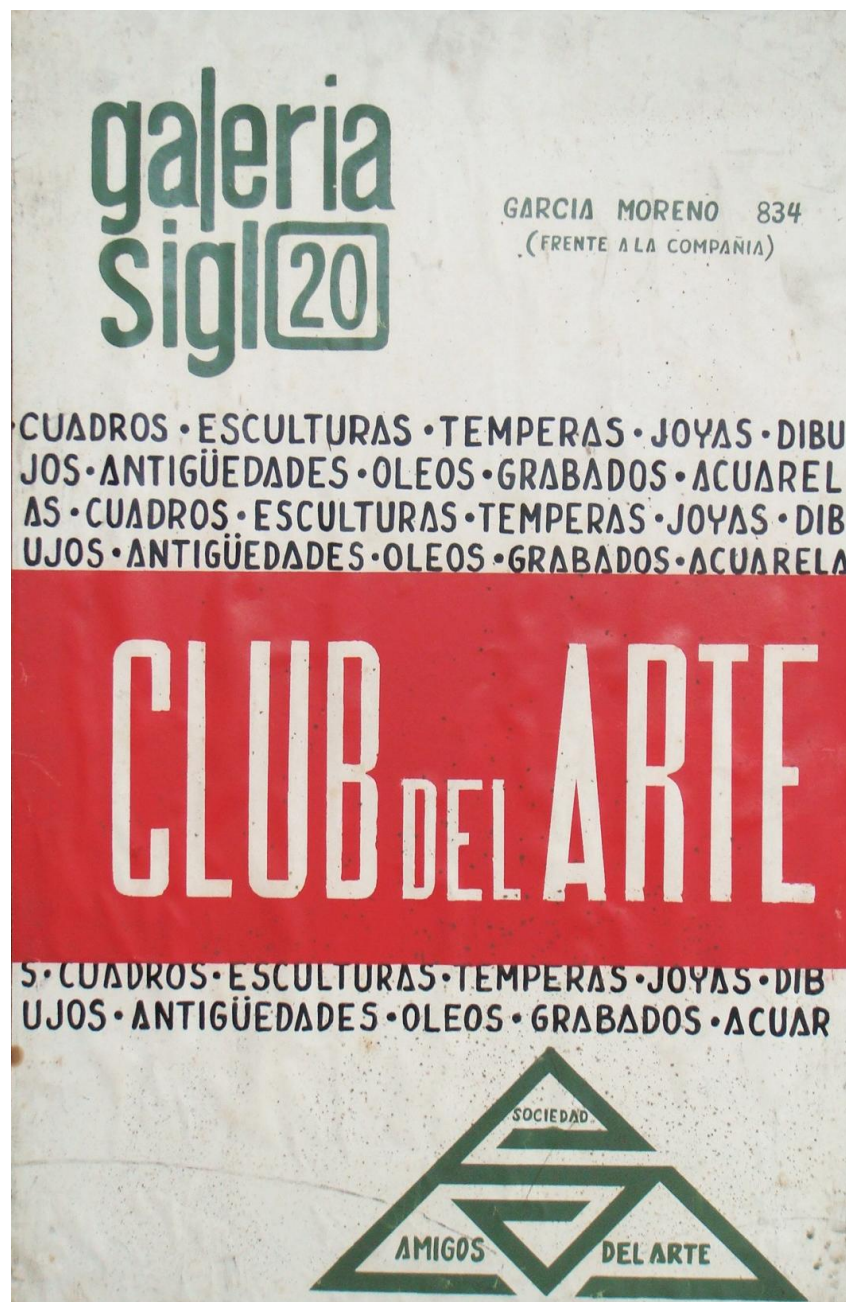 galeria
siglo 20
GARCIA MORENO 834
(FRENTE A LA COMPAÑIA)
·CUADROS·ESCULTURAS·TEMPERAS·JOYAS·DIBU
JOS·ANTIGÜEDADES·OLEOS·GRABADOS·ACUAREL
AS·CUADROS·ESCULTURAS·TEMPERAS·JOYAS·DIB
UJOS·ANTIGÜEDADES·OLEOS·GRABADOS·ACUARELA
CLUB DEL ARTE
S·CUADROS·ESCULTURAS·TEMPERAS·JOYAS·DIB
UJOS·ANTIGÜEDADES·OLEOS·GRABADOS·ACUAR
SOCIEDAD
AMIGOS DEL ARTE